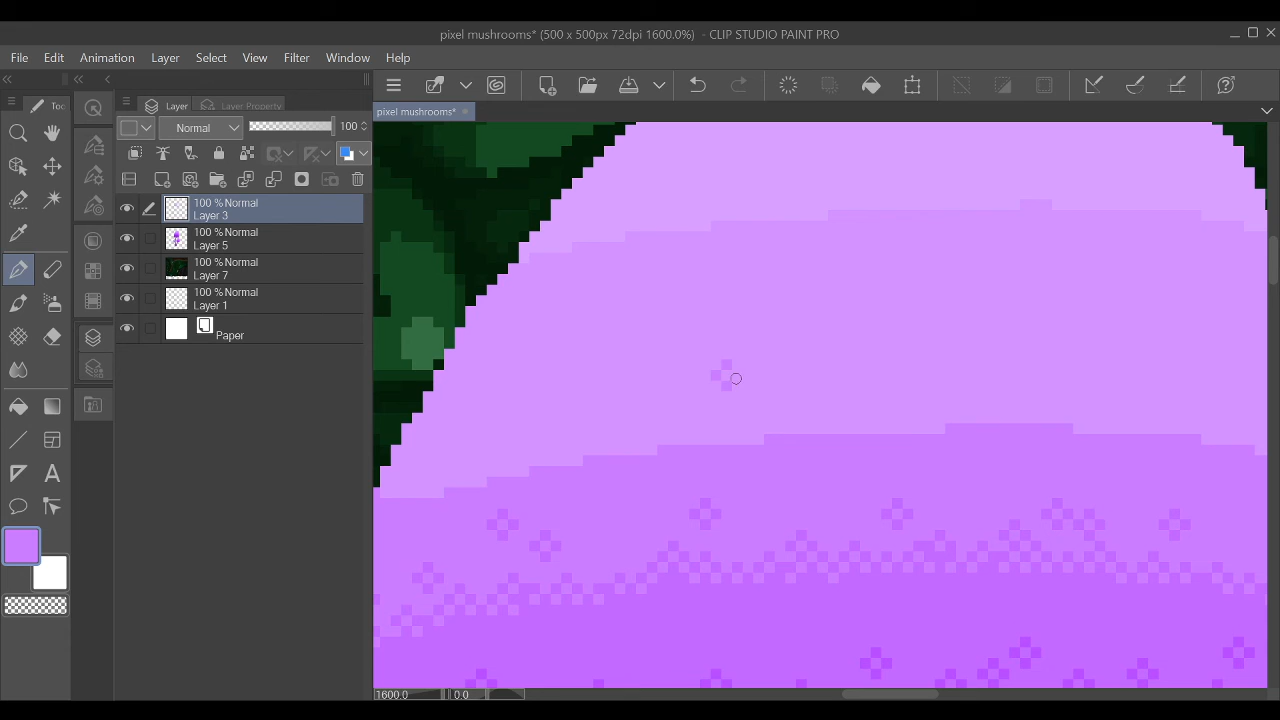 pixel mushrooms* (500 x 500px 72dpi 1600.0%) - CLIP STUDIO PAINT PRO
File Edit Animation Layer Select View Filter Window Help
Too Layer Layer Property pixel mushrooms*
Normal 100
100 % Normal
Layer 3
100 % Normal
Layer 5
100 % Normal
Layer 7
100 % Normal
Layer 1
Paper
A
1600.0 0.0